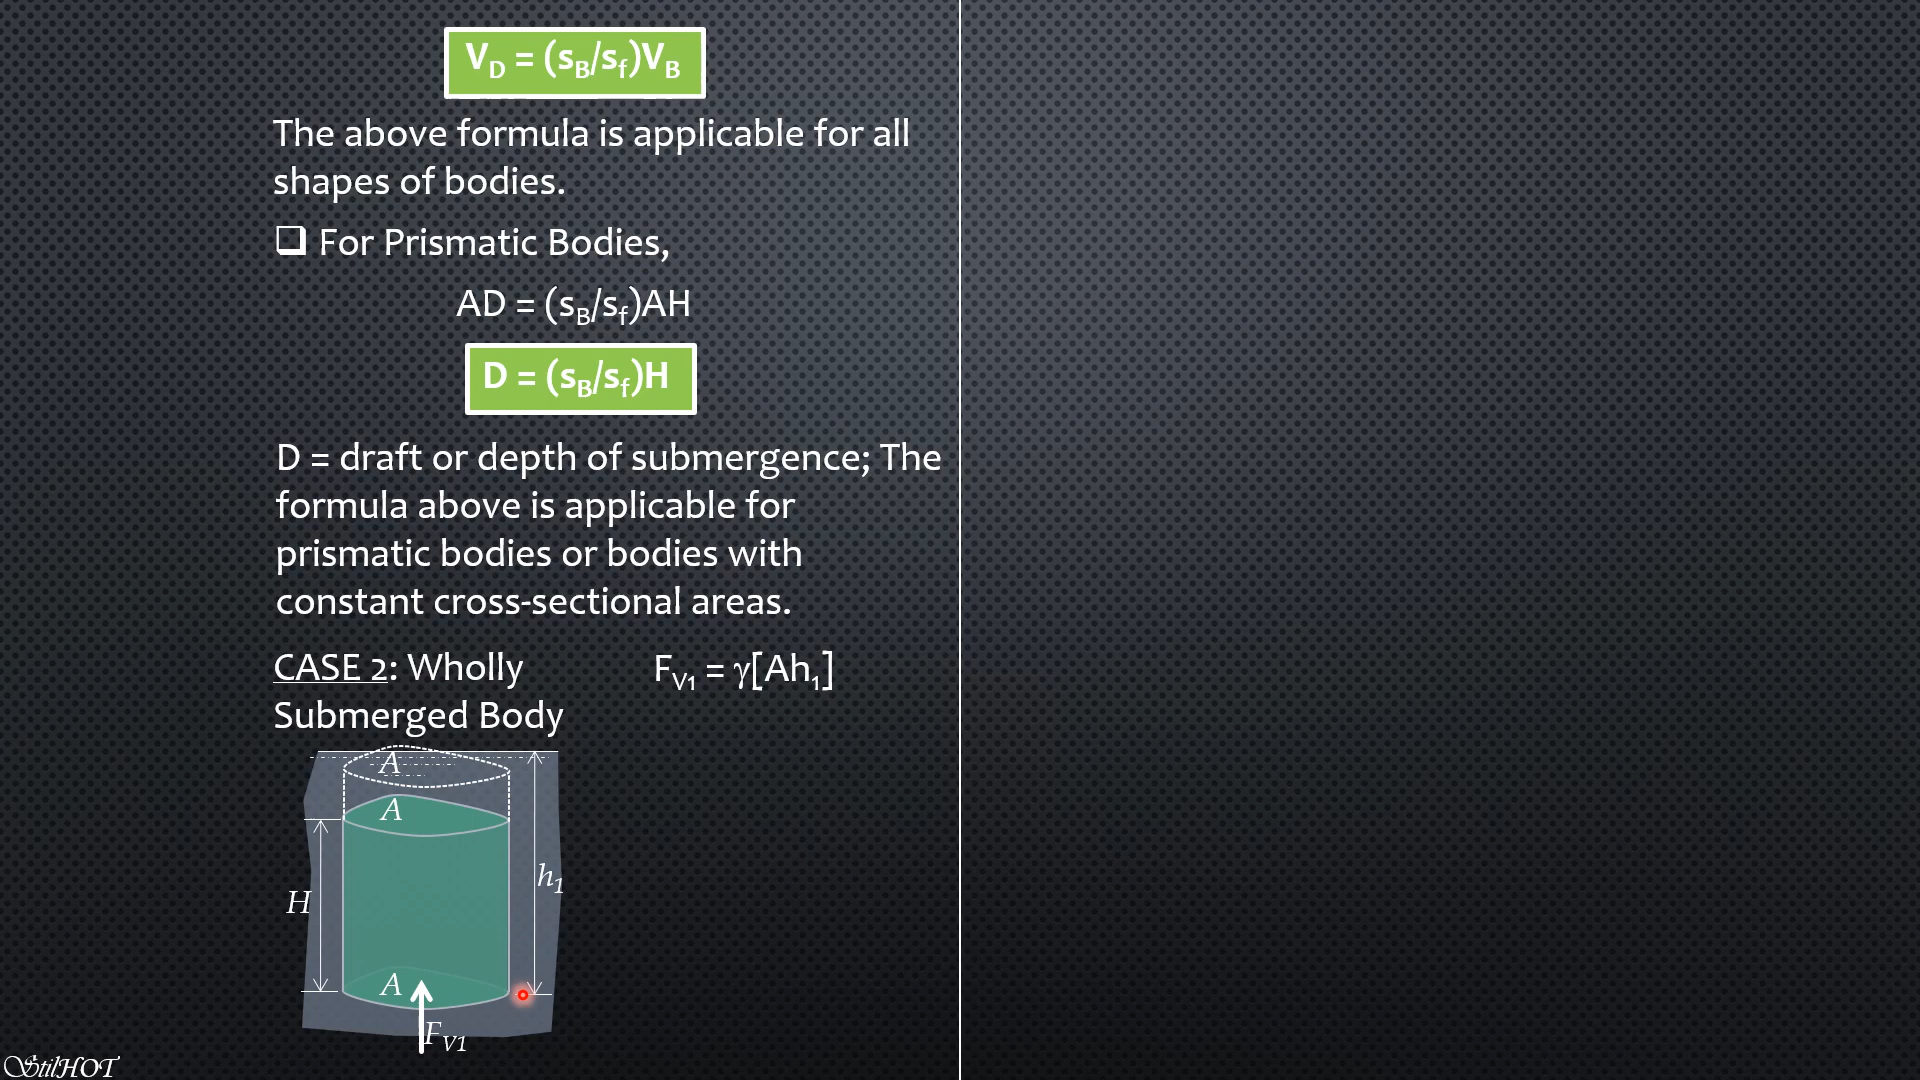 V_D = (s_B/s_f)V_B
The above formula is applicable for all
shapes of bodies.
❑ For Prismatic Bodies,
AD = (s_B/s_f)AH
D = (s_B/s_f)H
D = draft or depth of submergence; The
formula above is applicable for
prismatic bodies or bodies with
constant cross-sectional areas.
CASE 2: Wholly
Submerged Body
F_V1 = γ[Ah_1]
A
A
h_1
H
A
F_V1
StilHOT